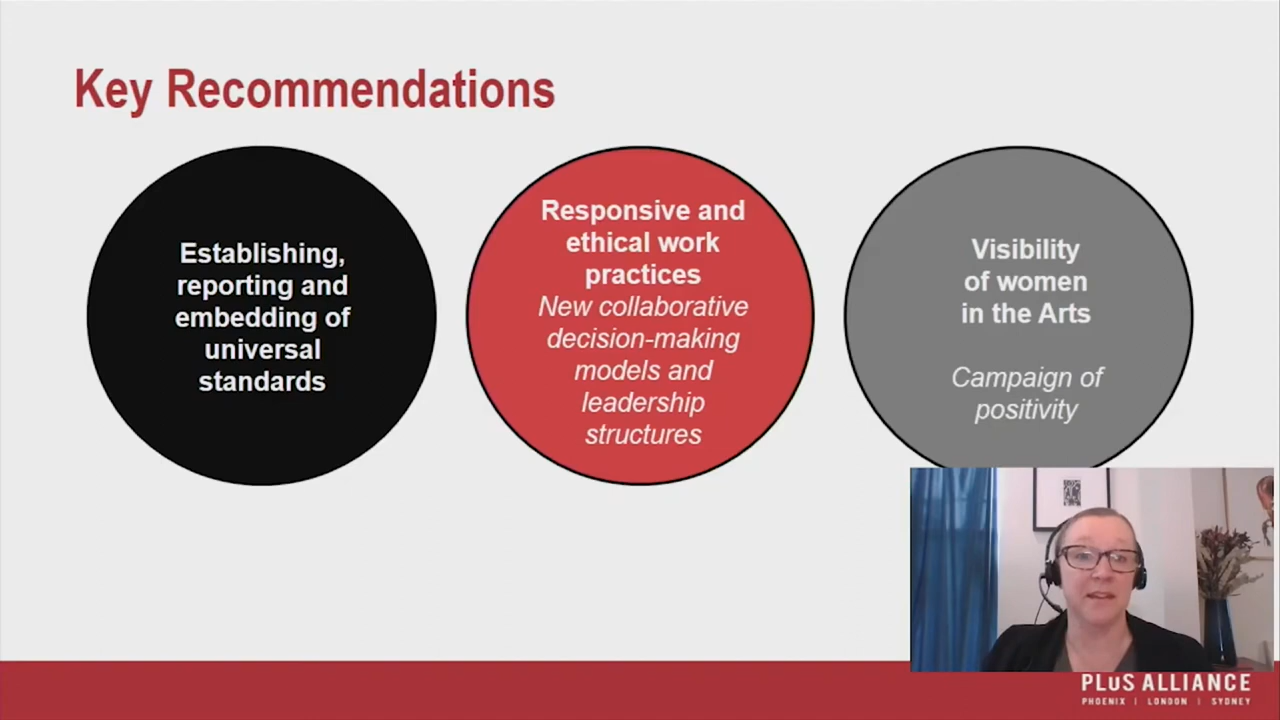 Key Recommendations
Establishing,
reporting and
embedding of
universal
standards
Responsive and
ethical work
practices
New collaborative
decision-making
models and
leadership
structures
Visibility
of women
in the Arts
Campaign of
positivity
PLuS ALLIANCE
PHOENIX | LONDON | SYDNEY